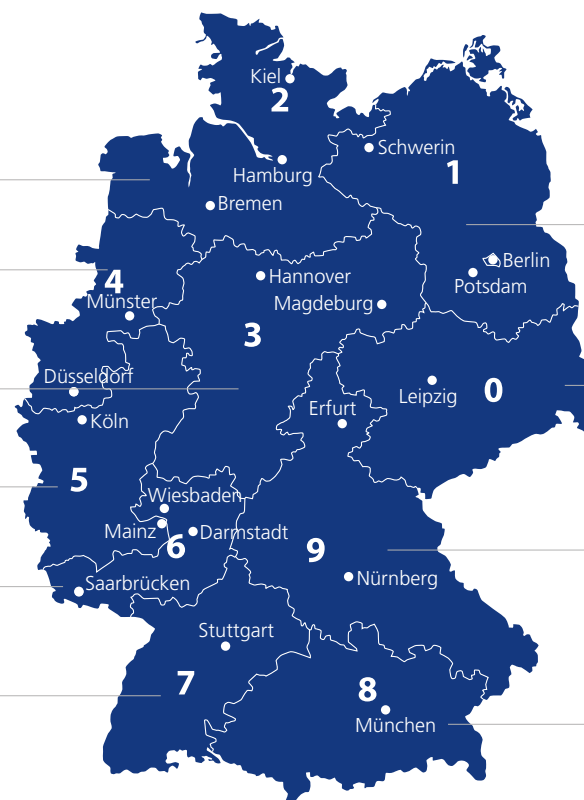 Kiel
2
Schwerin
1
Hamburg
Bremen
Berlin
Potsdam
Hannover
4
Münster
Magdeburg
3
Düsseldorf
Leipzig
0
Erfurt
Köln
5
Wiesbaden
Mainz
Darmstadt
6
9
Nürnberg
Saarbrücken
Stuttgart
7
8
München